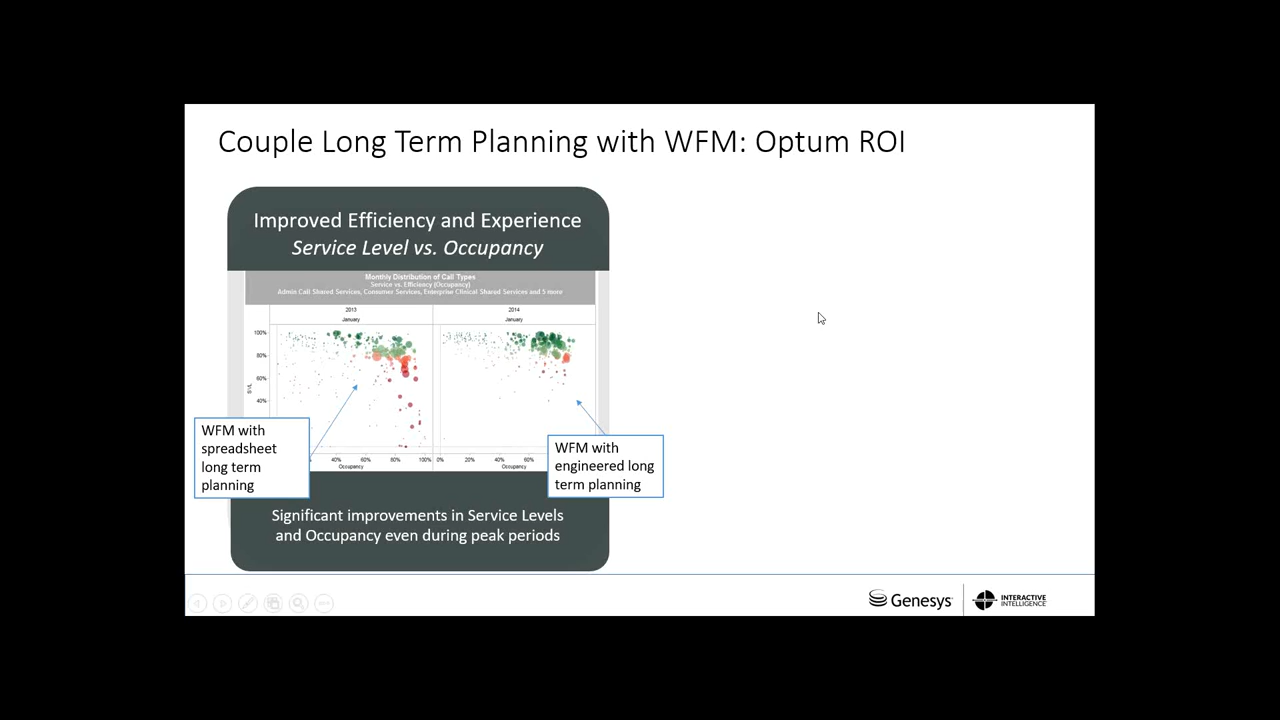 Couple Long Term Planning with WFM: Optum ROI
Improved Efficiency and Experience
Service Level vs. Occupancy
Monthly Distribution of Call Types
Service vs. Efficiency (Occupancy)
Admin Call Shared Services, Consumer Services, Enterprise Clinical Shared Services and 5 more
2013
2014
January
January
100%
80%
60%
40%
40% 60% 80% 100% 0% 20% 40% 60%
Occupancy
Occupancy
WFM with
spreadsheet
long term
planning
WFM with
engineered long
term planning
Significant improvements in Service Levels
and Occupancy even during peak periods
Genesys
INTERACTIVE
INTELLIGENCE